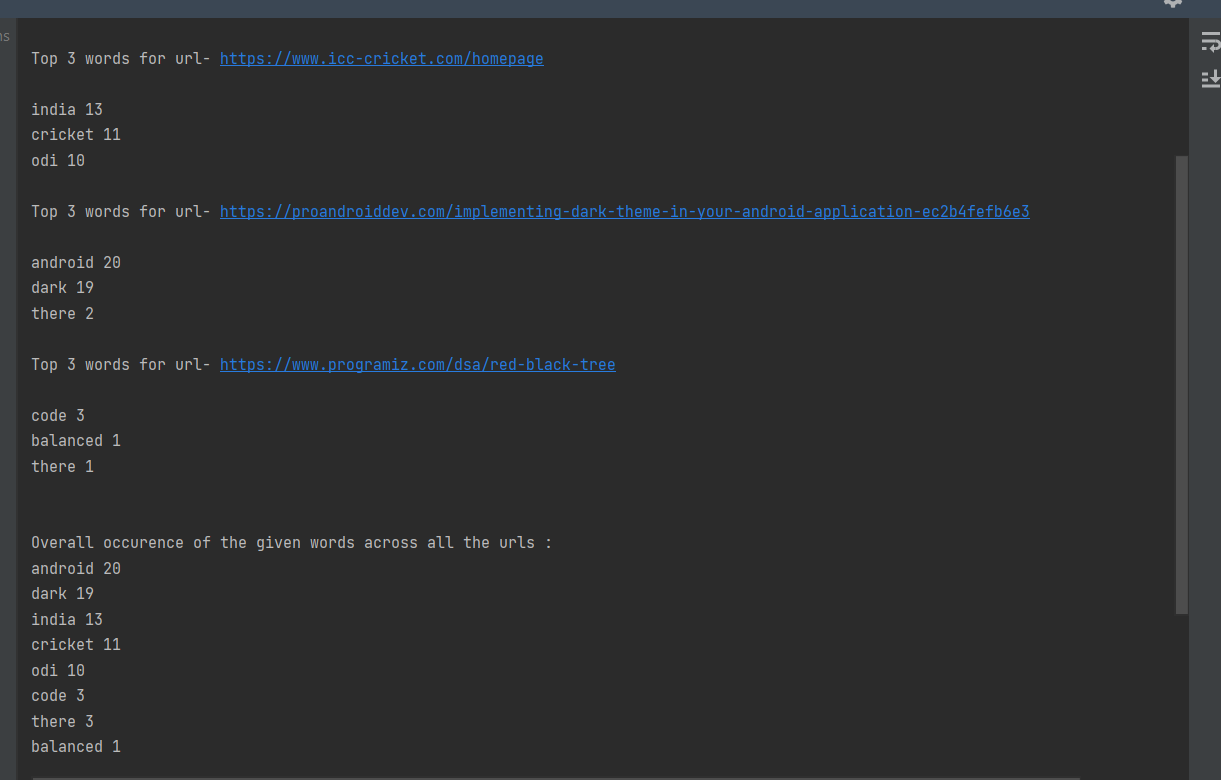 ns
Top 3 words for url- https://www.icc-cricket.com/homepage
india 13
cricket 11
odi 10
Top 3 words for url- https://proandroiddev.com/implementing-dark-theme-in-your-android-application-ec2b4fefb6e3
android 20
dark 19
there 2
Top 3 words for url- https://www.programiz.com/dsa/red-black-tree
code 3
balanced 1
there 1
Overall occurence of the given words across all the urls :
android 20
dark 19
india 13
cricket 11
odi 10
code 3
there 3
balanced 1